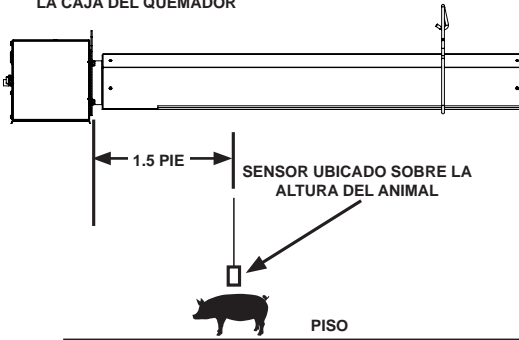 LA CAJA DEL QUEMADOR
1.5 PIE
SENSOR UBICADO SOBRE LA
ALTURA DEL ANIMAL
PISO